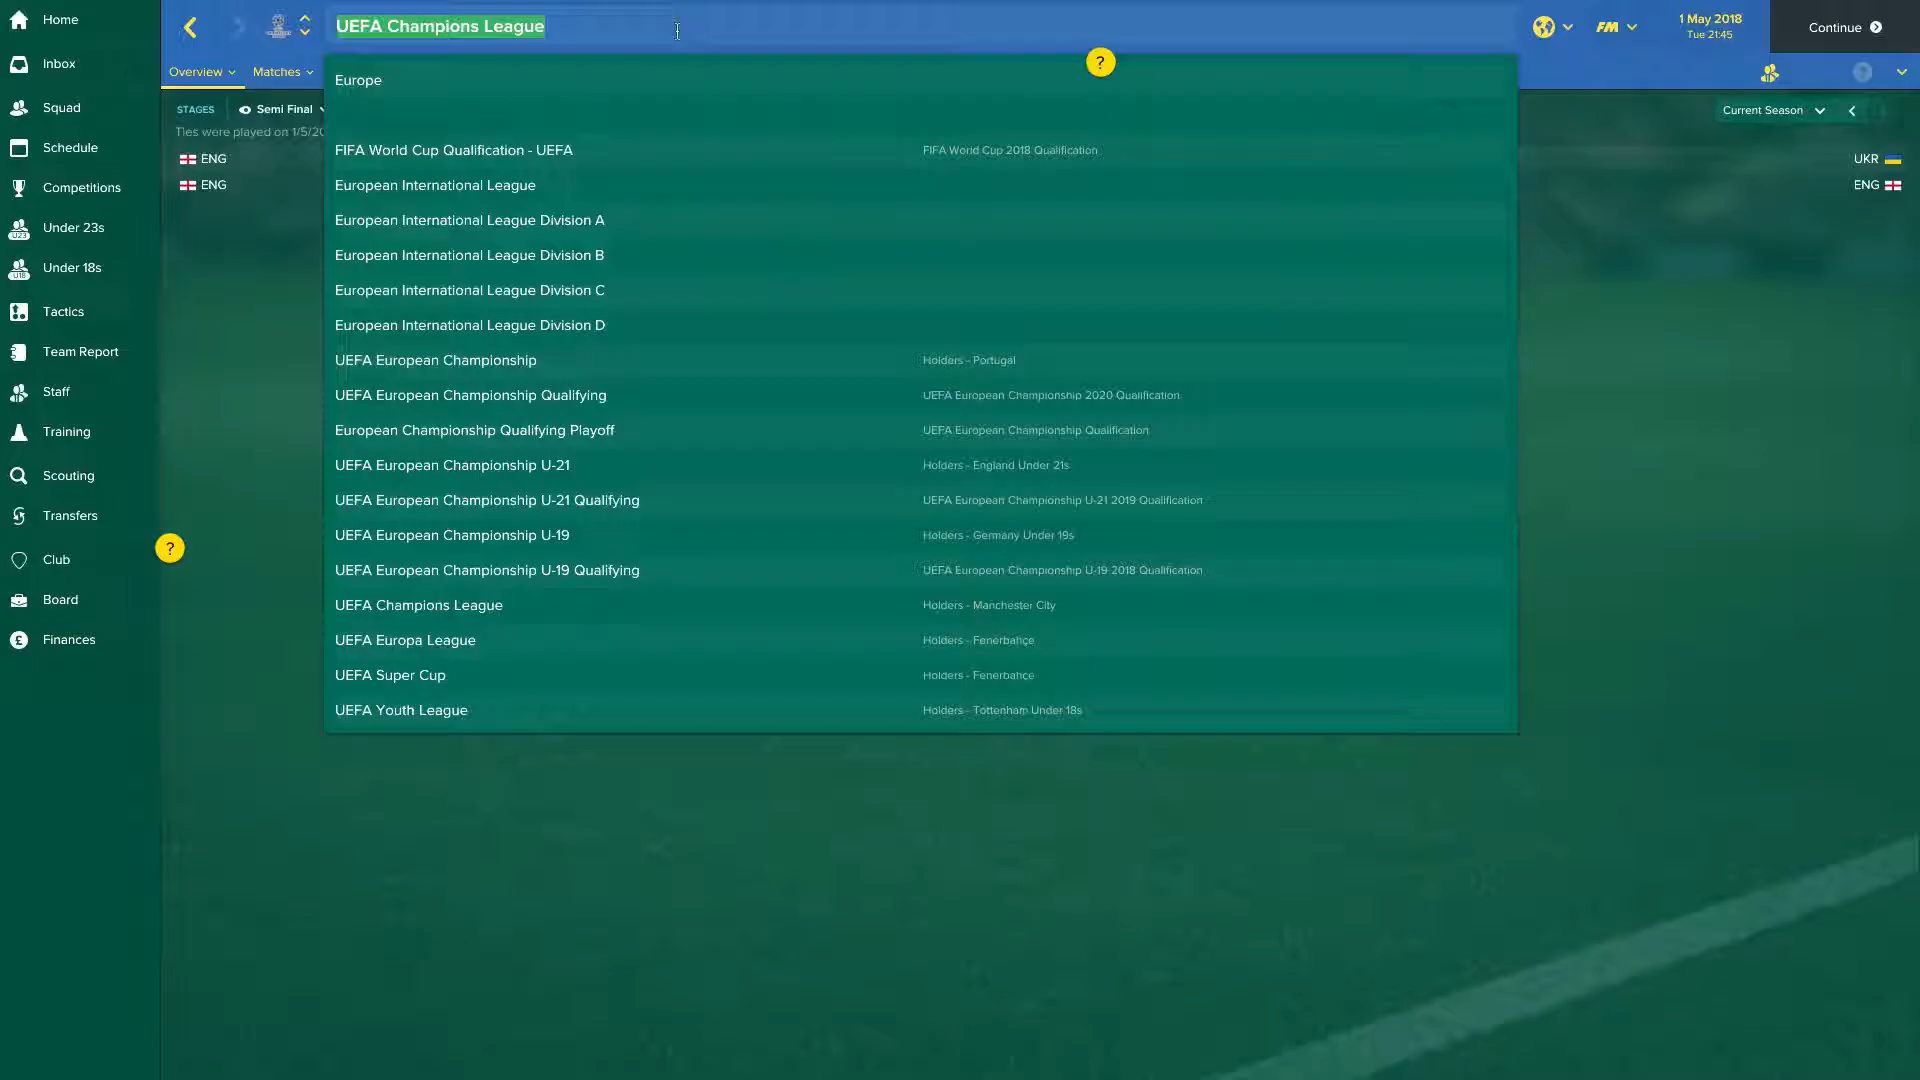 Home
Inbox
Squad
Schedule
Competitions
Under 23s
Under 18s
Tactics
Team Report
Staff
Training
Scouting
Transfers
Club
Board
Finances
UEFA Champions League
FM
1 May 2018
Tue 21:45
Continue
Overview
Matches
STAGES
Semi Final
Ties were played on 1/5/20
ENG
ENG
Current Season
UKR
ENG
?
?
Europe
FIFA World Cup Qualification - UEFA FIFA World Cup 2018 Qualification
European International League
European International League Division A
European International League Division B
European International League Division C
European International League Division D
UEFA European Championship Holders - Portugal
UEFA European Championship Qualifying UEFA European Championship 2020 Qualification
European Championship Qualifying Playoff UEFA European Championship Qualification
UEFA European Championship U-21 Holders - England Under 21s
UEFA European Championship U-21 Qualifying UEFA European Championship U-21 2019 Qualification
UEFA European Championship U-19 Holders - Germany Under 19s
UEFA European Championship U-19 Qualifying UEFA European Championship U-19 2018 Qualification
UEFA Champions League Holders - Manchester City
UEFA Europa League Holders - Fenerbahçe
UEFA Super Cup Holders - Fenerbahçe
UEFA Youth League Holders - Tottenham Under 18s